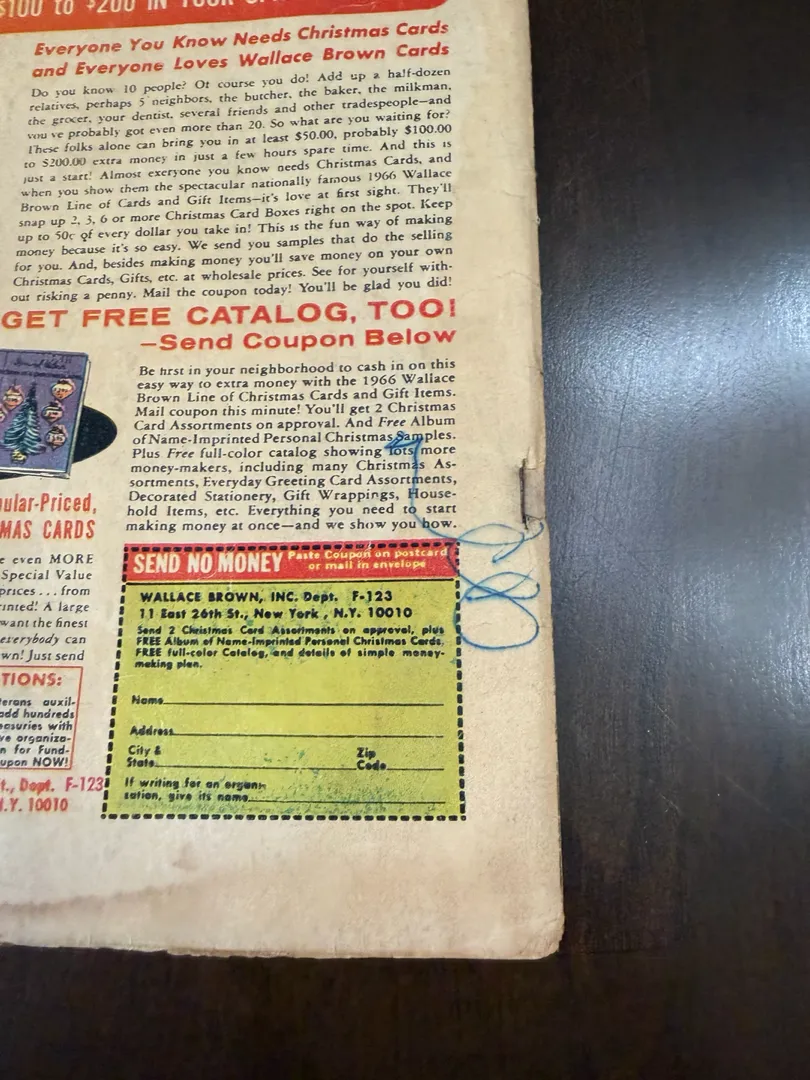 $100 to $200 IN YOUR
Everyone You Know Needs Christmas Cards
and Everyone Loves Wallace Brown Cards
Do you know 10 people? Of course you do! Add up a half-dozen
relatives, perhaps 5 neighbors, the butcher, the baker, the milkman,
the grocer, your dentist, several friends and other tradespeople—and
you've probably got even more than 20. So what are you waiting for?
These folks alone can bring you in at least $50.00, probably $100.00
to $200.00 extra money in just a few hours spare time. And this is
just a start! Almost everyone you know needs Christmas Cards, and
when you show them the spectacular nationally famous 1966 Wallace
Brown Line of Cards and Gift Items—it's love at first sight. They'll
snap up 2, 3, 6 or more Christmas Card Boxes right on the spot. Keep
up to 50c of every dollar you take in! This is the fun way of making
money because it's so easy. We send you samples that do the selling
for you. And, besides making money you'll save money on your own
Christmas Cards, Gifts, etc. at wholesale prices. See for yourself with-
out risking a penny. Mail the coupon today! You'll be glad you did!
GET FREE CATALOG, TOO!
—Send Coupon Below
Be first in your neighborhood to cash in on this
easy way to extra money with the 1966 Wallace
Brown Line of Christmas Cards and Gift Items.
Mail coupon this minute! You'll get 2 Christmas
Card Assortments on approval. And Free Album
of Name-Imprinted Personal Christmas Samples.
Plus Free full-color catalog showing lots more
money-makers, including many Christmas As-
sortments, Everyday Greeting Card Assortments,
Decorated Stationery, Gift Wrappings, House-
hold Items, etc. Everything you need to start
making money at once—and we show you how.
ular-Priced,
MAS CARDS
e even MORE
Special Value
prices . . . from
rinted! A large
want the finest
everybody can
wn! Just send
TIONS:
terans auxil-
add hundreds
easuries with
ve organiza-
n for Fund-
upon NOW!
t., Dept. F-123
N.Y. 10010
SEND NO MONEY
Paste Coupon on postcard
or mail in envelope
WALLACE BROWN, INC. Dept. F-123
11 East 26th St., New York, N.Y. 10010
Send 2 Christmas Card Assortments on approval, plus
FREE Album of Name-Imprinted Personal Christmas Cards,
FREE full-color Catalog, and details of simple money-
making plan.
Name
Address
City & State
Zip Code
If writing for an organi-
zation, give its name